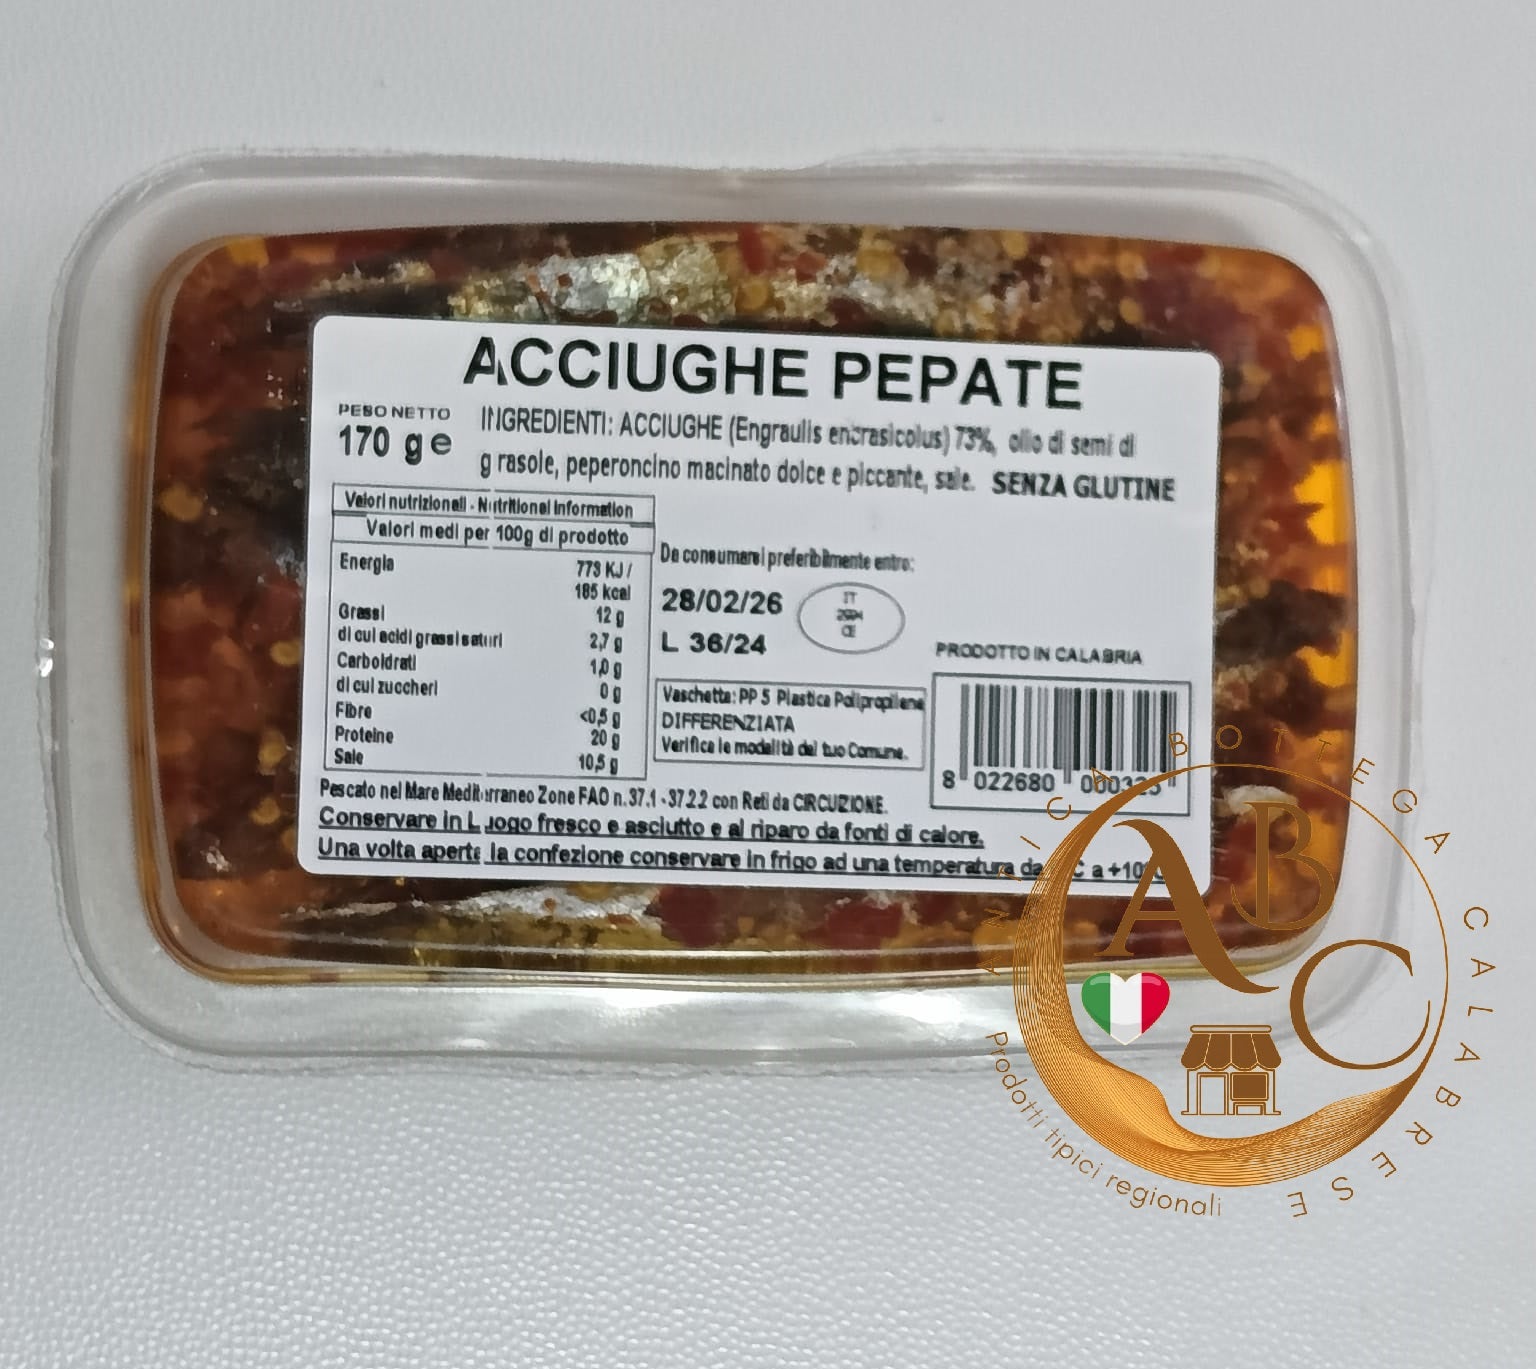 ACCIUGHE PEPATE
PESO NETTO
170 g e
INGREDIENTI: ACCIUGHE (Engraulis encrasicolus) 73%, olio di semi di
g rasole, peperoncino macinato dolce e piccante, sale. SENZA GLUTINE
Valori nutrizionali - Nutritional Information
Valori medi per 100g di prodotto
Energia 773 KJ /
185 kcal
Grassi 12 g
di cui acidi grassi saturi 2,7 g
Carboidrati 1,0 g
di cui zuccheri 0 g
Fibre <0,5 g
Proteine 20 g
Sale 10,5 g
Da consumarsi preferibilmente entro:
28/02/26
L 36/24
IT
CE
Vaschetta: PP 5 Plastica Polipropilene
DIFFERENZIATA
Verifica le modalità del tuo Comune.
PRODOTTO IN CALABRIA
8 022680
Pescato nel Mare Mediterraneo Zone FAO n. 37.1 - 37.2.2 con Reti da CIRCUZIONE.
Conservare in Luogo fresco e asciutto e al riparo da fonti di calore.
Una volta aperta la confezione conservare in frigo ad una temperatura da C a +10
ANTICA BOTTEGA CALABRESE
ABC
Prodotti tipici regionali